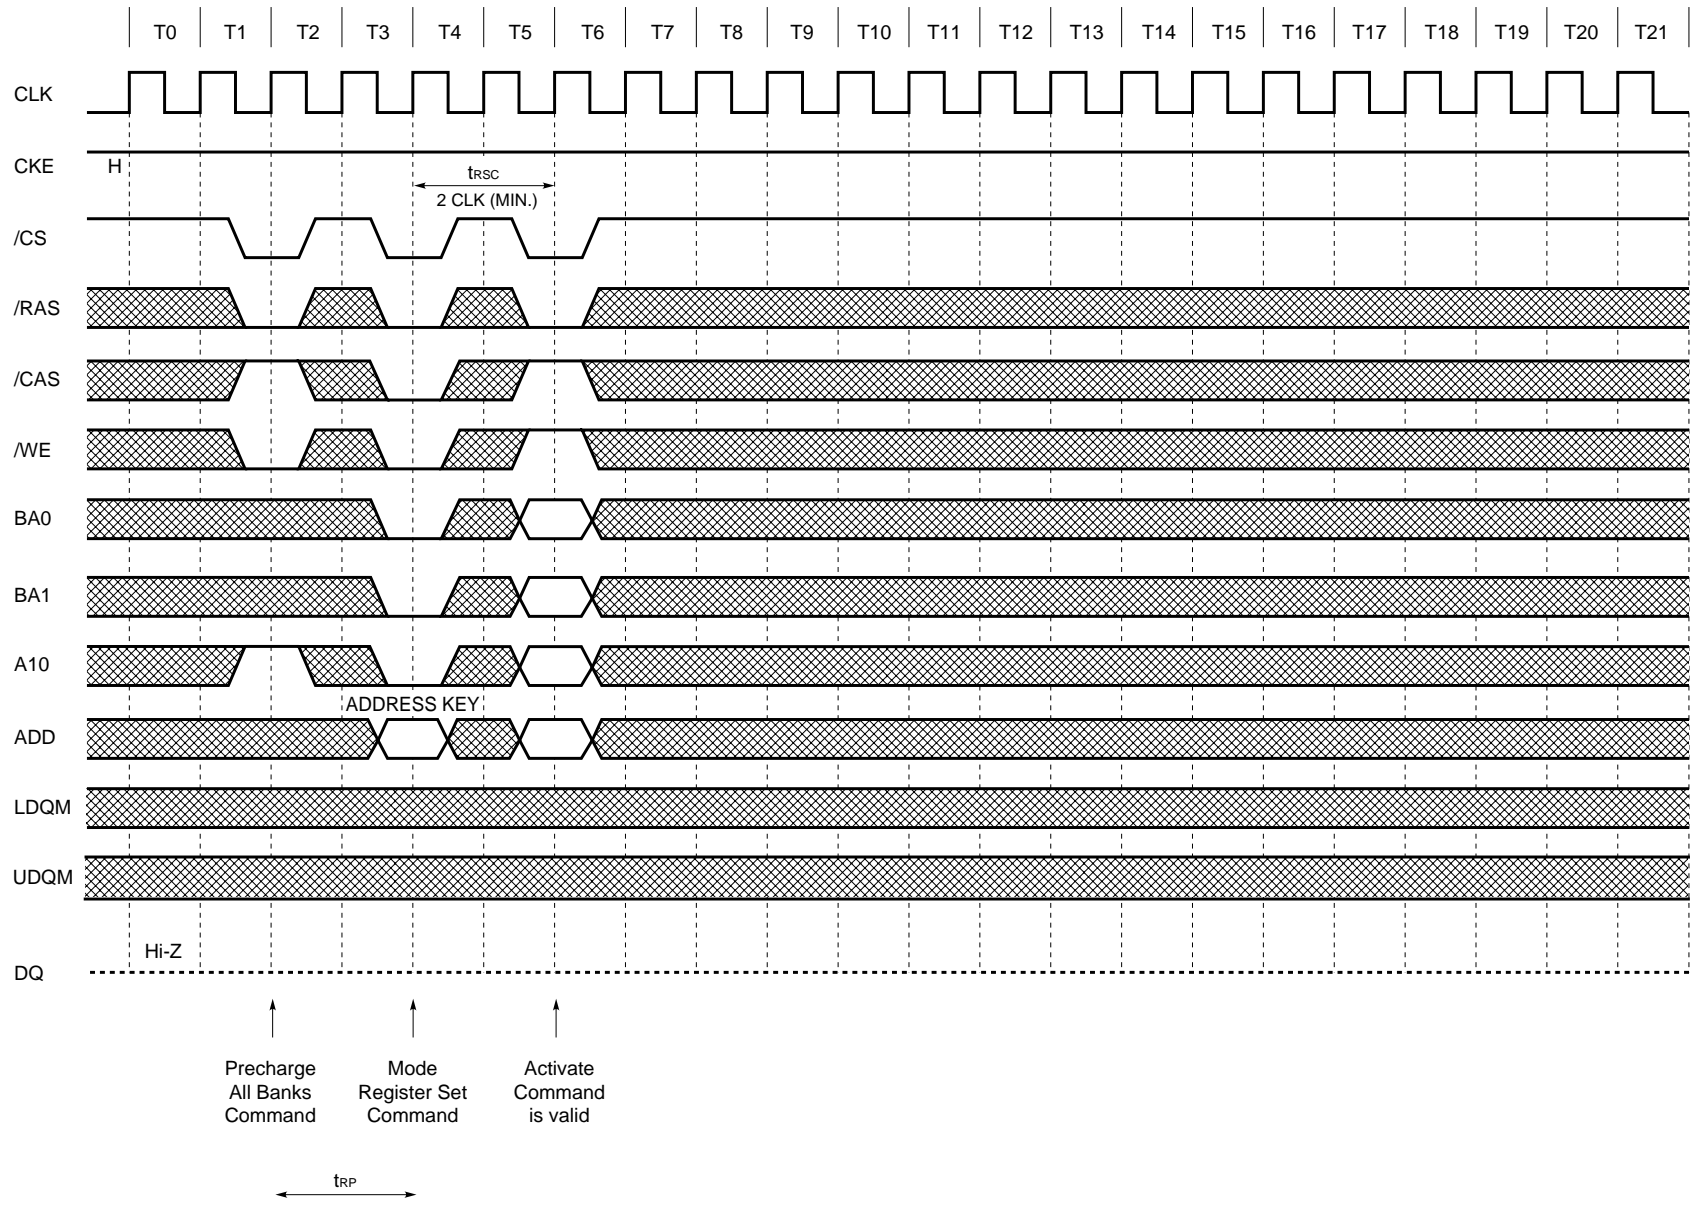 T0 T1 T2 T3 T4 T5 T6 T7 T8 T9 T10 T11 T12 T13 T14 T15 T16 T17 T18 T19 T20 T21
CLK
CKE H
tRSC
2 CLK (MIN.)
/CS
/RAS
/CAS
/WE
BA0
BA1
A10
ADDRESS KEY
ADD
LDQM
UDQM
Hi-Z
DQ
Precharge
All Banks
Command
Mode
Register Set
Command
Activate
Command
is valid
tRP